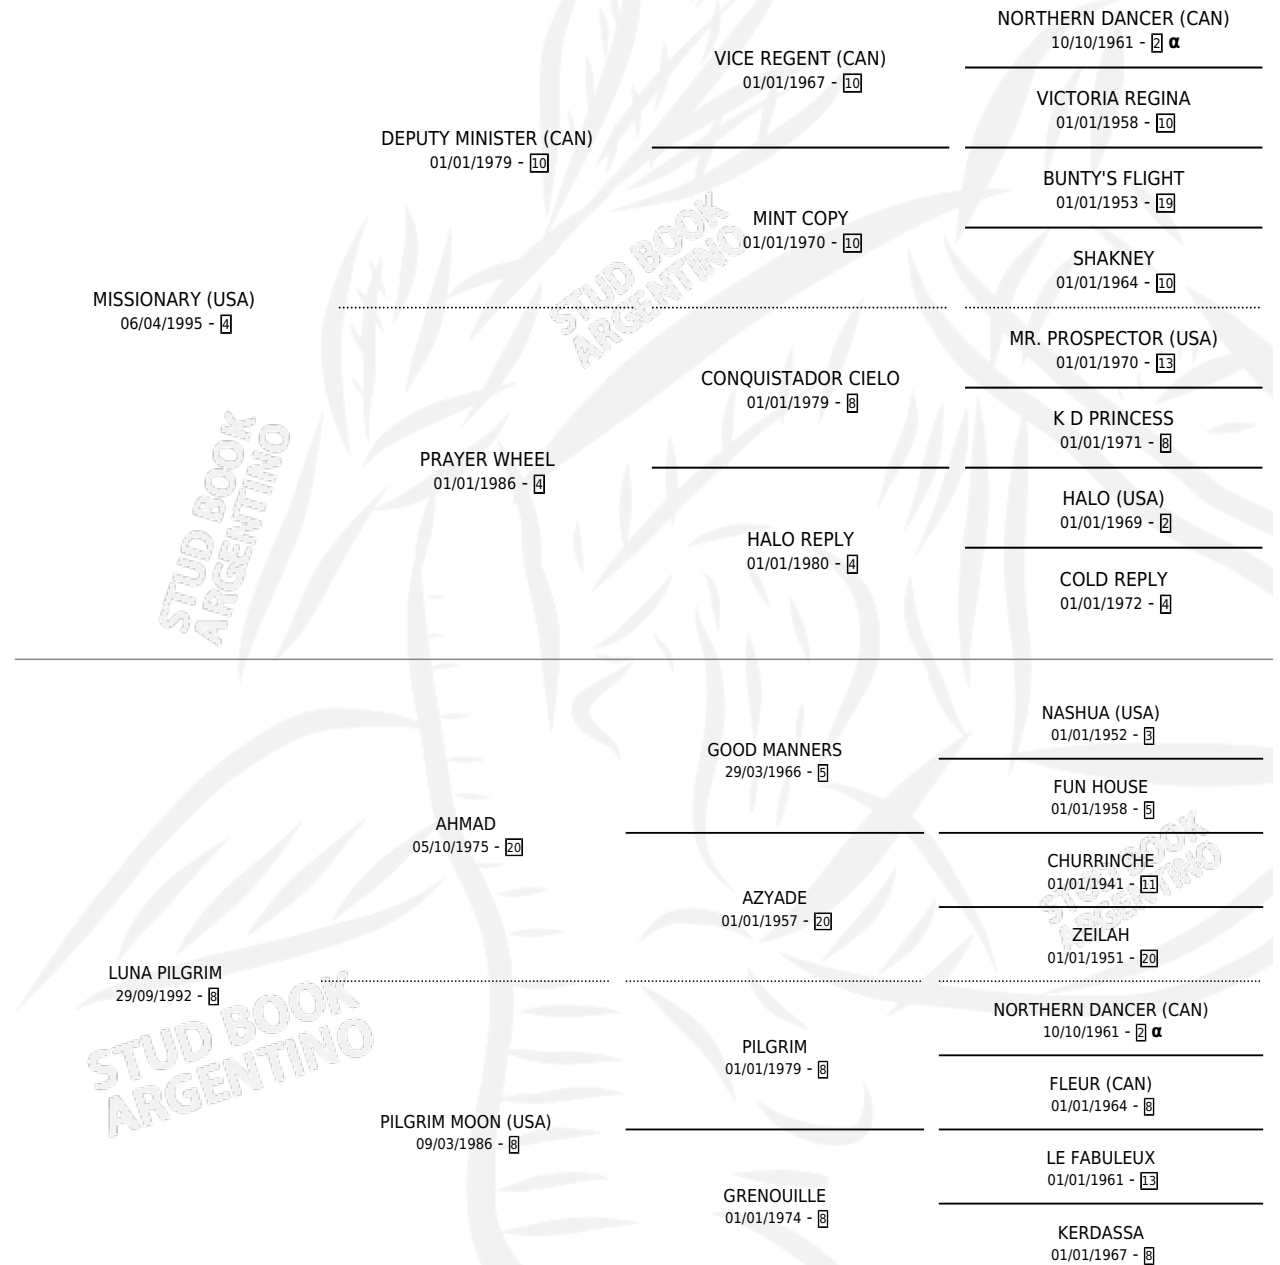 NORTHERN DANCER (CAN)
10/10/1961 - 2 α
VICE REGENT (CAN)
01/01/1967 - 10
VICTORIA REGINA
01/01/1958 - 10
DEPUTY MINISTER (CAN)
01/01/1979 - 10
BUNTY'S FLIGHT
01/01/1953 - 19
MINT COPY
01/01/1970 - 10
SHAKNEY
01/01/1964 - 10
MISSIONARY (USA)
06/04/1995 - 4
MR. PROSPECTOR (USA)
01/01/1970 - 13
CONQUISTADOR CIELO
01/01/1979 - 8
K D PRINCESS
01/01/1971 - 8
PRAYER WHEEL
01/01/1986 - 4
HALO (USA)
01/01/1969 - 2
HALO REPLY
01/01/1980 - 4
COLD REPLY
01/01/1972 - 4
NASHUA (USA)
01/01/1952 - 3
GOOD MANNERS
29/03/1966 - 5
FUN HOUSE
01/01/1958 - 5
AHMAD
05/10/1975 - 20
CHURRINCHE
01/01/1941 - 11
AZYADE
01/01/1957 - 20
ZEILAH
01/01/1951 - 20
LUNA PILGRIM
29/09/1992 - 8
NORTHERN DANCER (CAN)
10/10/1961 - 2 α
PILGRIM
01/01/1979 - 8
FLEUR (CAN)
01/01/1964 - 8
PILGRIM MOON (USA)
09/03/1986 - 8
LE FABULEUX
01/01/1961 - 13
GRENOUILLE
01/01/1974 - 8
KERDASSA
01/01/1967 - 8
STUD BOOK
ARGENTINO
STUD BOOK
ARGENTINO
STUD BOOK
ARGENTINO
STUD BOOK
ARGENTINO